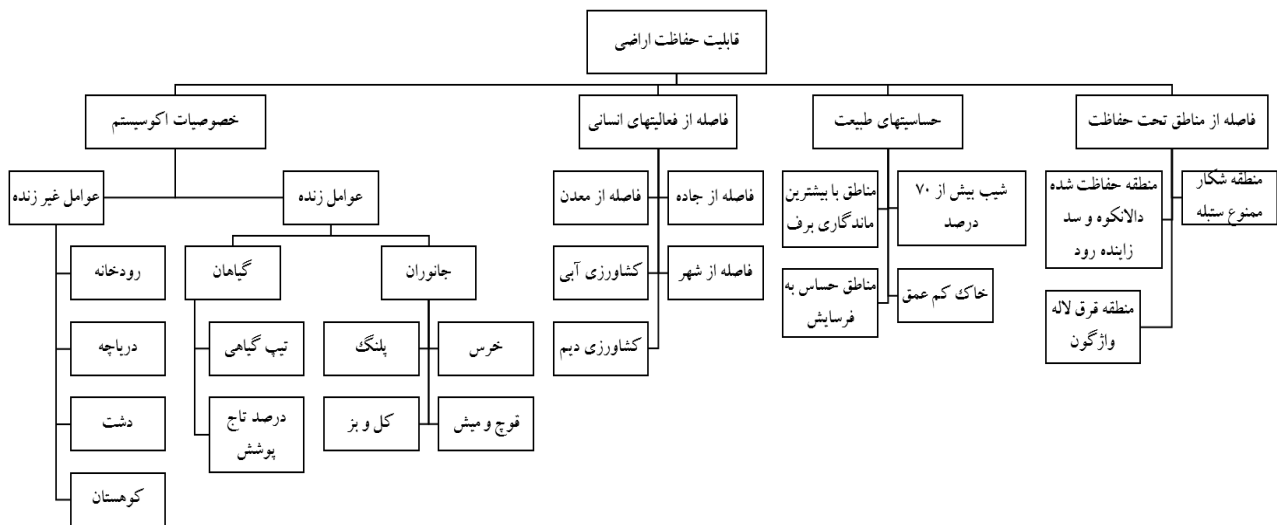 قابلیت حفاظت اراضی
فاصله از مناطق تحت حفاظت
حساسیتهای طبیعت
فاصله از فعالیتهای انسانی
خصوصیات اکوسیستم
منطقه شکار
ممنوع ستبله
منطقه حفاظت شده
دالانکوه و سد
زاینده رود
منطقه قرق لاله
واژگون
شیب بیش از ۷۰
درصد
مناطق با بیشترین
ماندگاری برف
خاک کم عمق
مناطق حساس به
فرسایش
فاصله از جاده
فاصله از معدن
فاصله از شهر
کشاورزی آبی
کشاورزی دیم
عوامل زنده
عوامل غیر زنده
جانوران
گیاهان
خرس
پلنگ
قوچ و میش
کل و بز
تیپ گیاهی
درصد تاج
پوشش
رودخانه
دریاچه
دشت
کوهستان